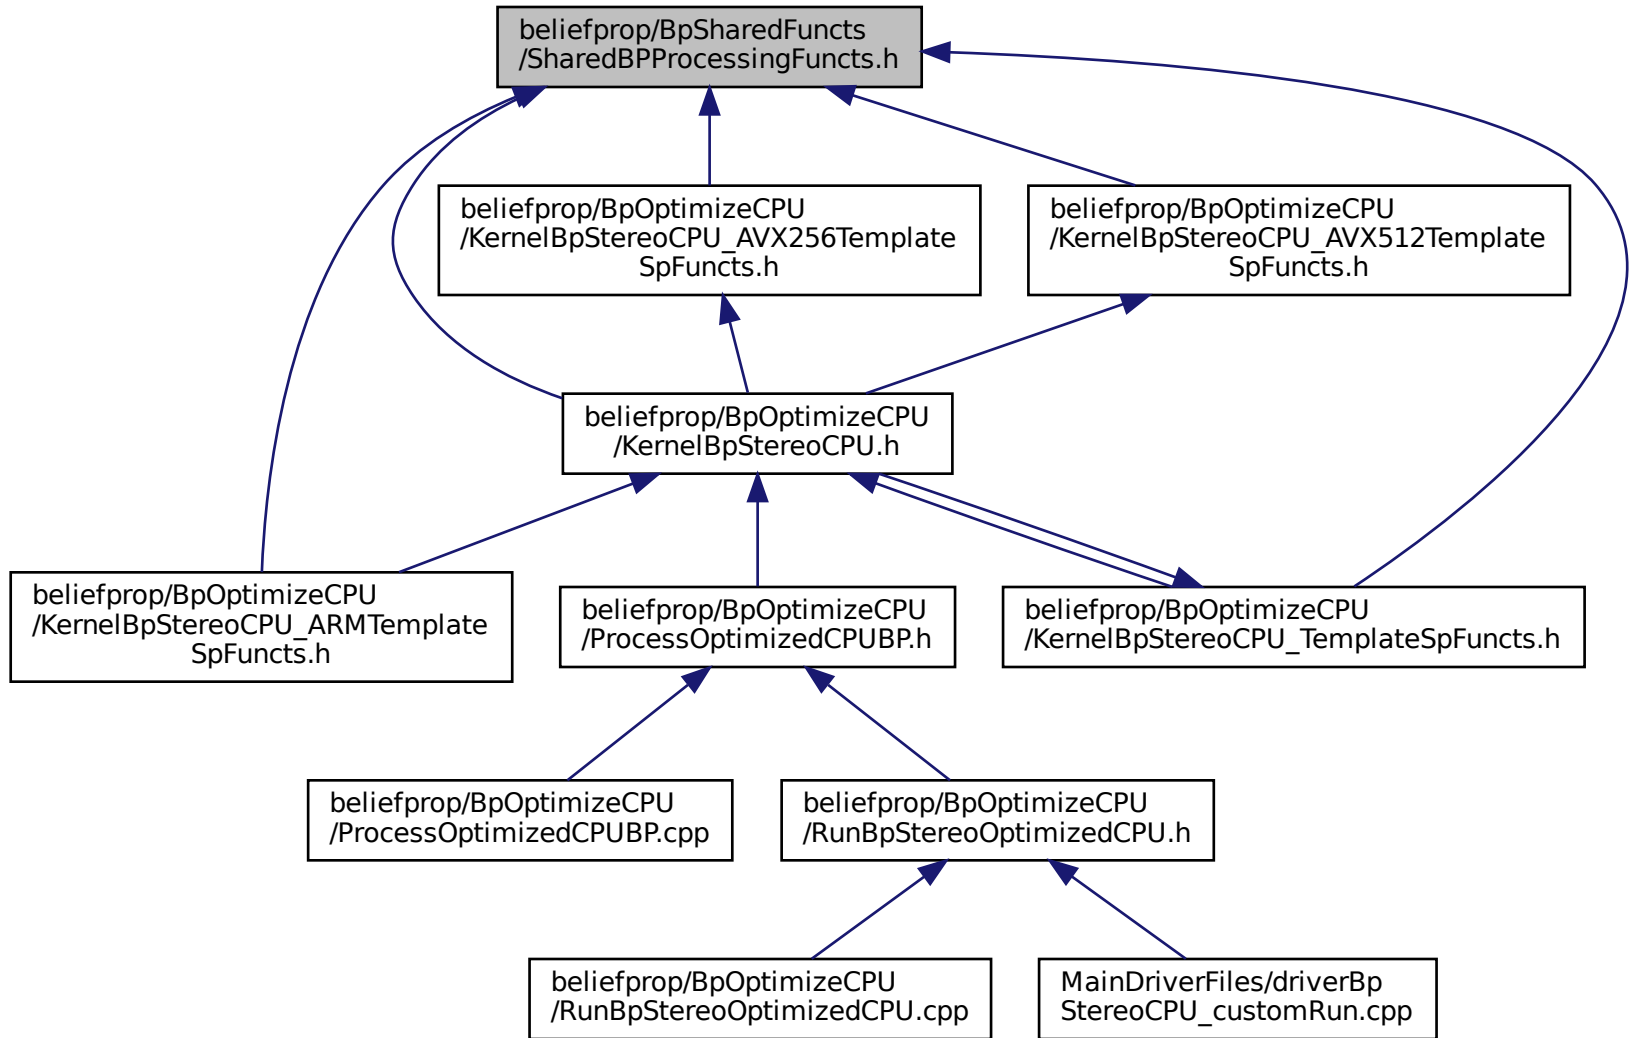 beliefprop/BpSharedFuncts
/SharedBPProcessingFuncts.h
beliefprop/BpOptimizeCPU
/KernelBpStereoCPU_AVX256Template
SpFuncts.h
beliefprop/BpOptimizeCPU
/KernelBpStereoCPU_AVX512Template
SpFuncts.h
beliefprop/BpOptimizeCPU
/KernelBpStereoCPU.h
beliefprop/BpOptimizeCPU
/KernelBpStereoCPU_ARMTemplate
SpFuncts.h
beliefprop/BpOptimizeCPU
/ProcessOptimizedCPUBP.h
beliefprop/BpOptimizeCPU
/KernelBpStereoCPU_TemplateSpFuncts.h
beliefprop/BpOptimizeCPU
/ProcessOptimizedCPUBP.cpp
beliefprop/BpOptimizeCPU
/RunBpStereoOptimizedCPU.h
beliefprop/BpOptimizeCPU
/RunBpStereoOptimizedCPU.cpp
MainDriverFiles/driverBp
StereoCPU_customRun.cpp